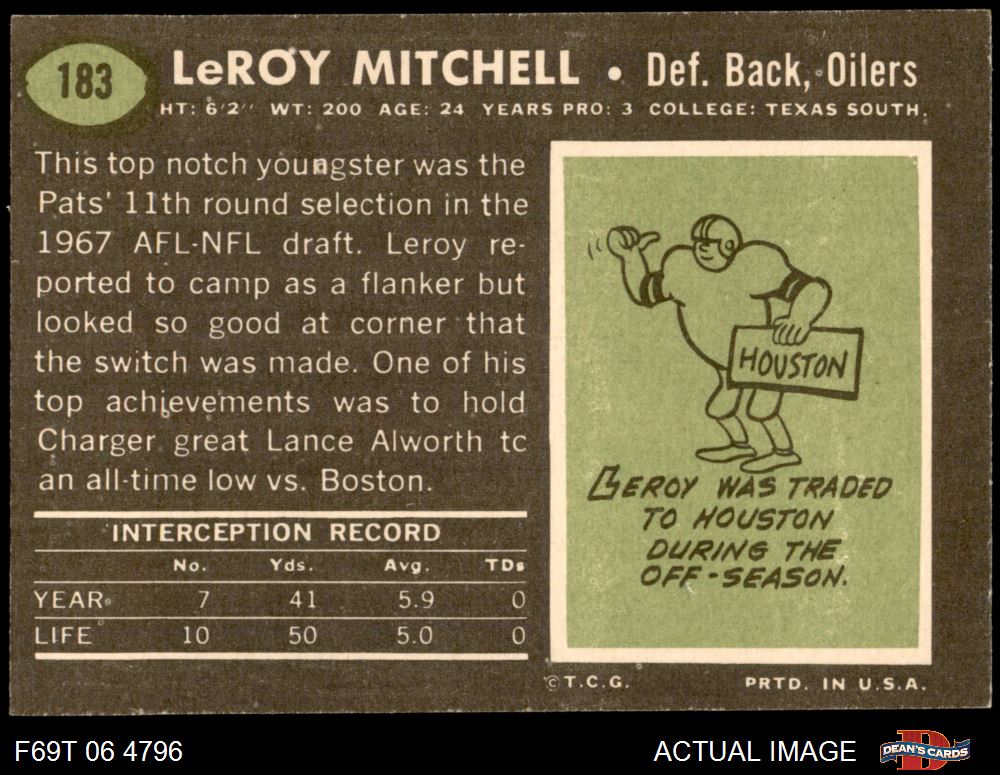 183
LeROY MITCHELL • Def. Back, Oilers
HT: 6'2'' WT: 200 AGE: 24 YEARS PRO: 3 COLLEGE: TEXAS SOUTH.
This top notch youngster was the
Pats' 11th round selection in the
1967 AFL-NFL draft. Leroy re-
ported to camp as a flanker but
looked so good at corner that
the switch was made. One of his
top achievements was to hold
Charger great Lance Alworth tc
an all-time low vs. Boston.
INTERCEPTION RECORD
No. Yds. Avg. TDs
YEAR 7 41 5.9 0
LIFE 10 50 5.0 0
HOUSTON
LEROY WAS TRADED
TO HOUSTON
DURING THE
OFF-SEASON.
© T.C.G. PRTD. IN U.S.A.
F69T 06 4796 ACTUAL IMAGE
DEAN'S CARDS